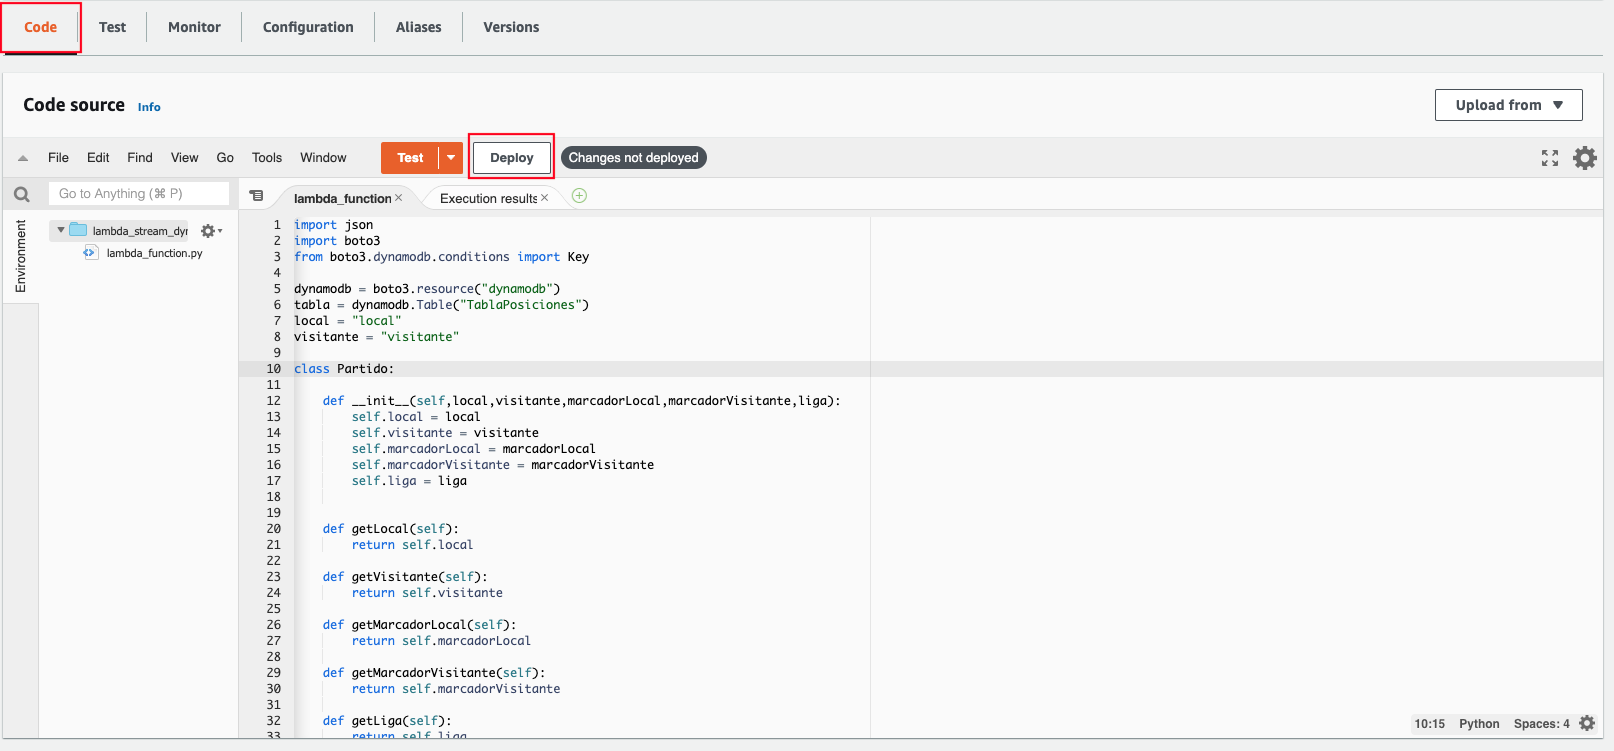 Code Test Monitor Configuration Aliases Versions
Code source Info
Upload from
File Edit Find View Go Tools Window Test Deploy Changes not deployed
Go to Anything (⌘ P)
lambda_function Execution results
Environment
lambda_stream_dyn
lambda_function.py
1 import json
2 import boto3
3 from boto3.dynamodb.conditions import Key
4
5 dynamodb = boto3.resource("dynamodb")
6 tabla = dynamodb.Table("TablaPosiciones")
7 local = "local"
8 visitante = "visitante"
9
10 class Partido:
11
12     def __init__(self,local,visitante,marcadorLocal,marcadorVisitante,liga):
13         self.local = local
14         self.visitante = visitante
15         self.marcadorLocal = marcadorLocal
16         self.marcadorVisitante = marcadorVisitante
17         self.liga = liga
18
19
20     def getLocal(self):
21         return self.local
22
23     def getVisitante(self):
24         return self.visitante
25
26     def getMarcadorLocal(self):
27         return self.marcadorLocal
28
29     def getMarcadorVisitante(self):
30         return self.marcadorVisitante
31
32     def getLiga(self):
33         return self.liga
10:15 Python Spaces: 4